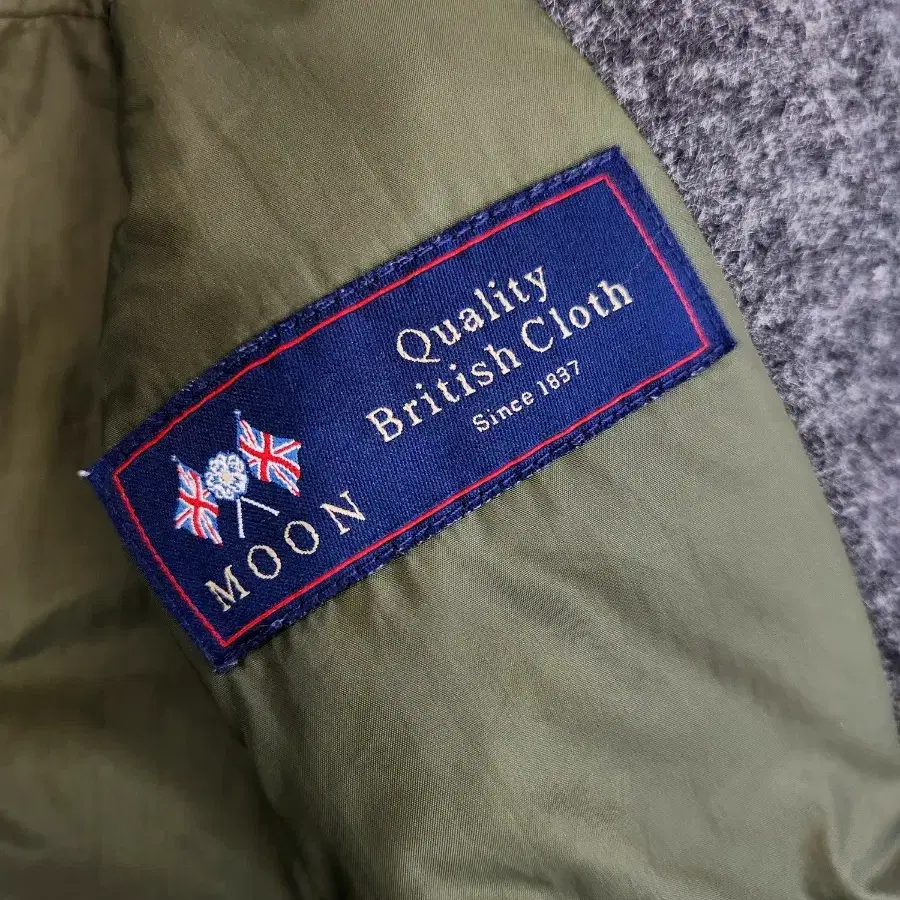 Quality
British Cloth
Since 1837
MOON